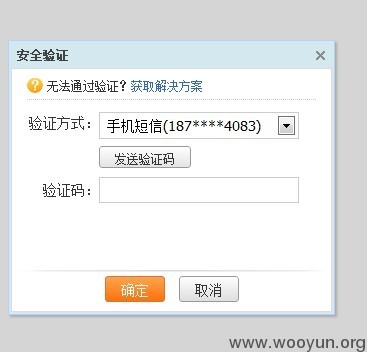 安全验证
无法通过验证？获取解决方案
验证方式： 手机短信(187****4083)
发送验证码
验证码：
确定 取消
www.wooyun.org